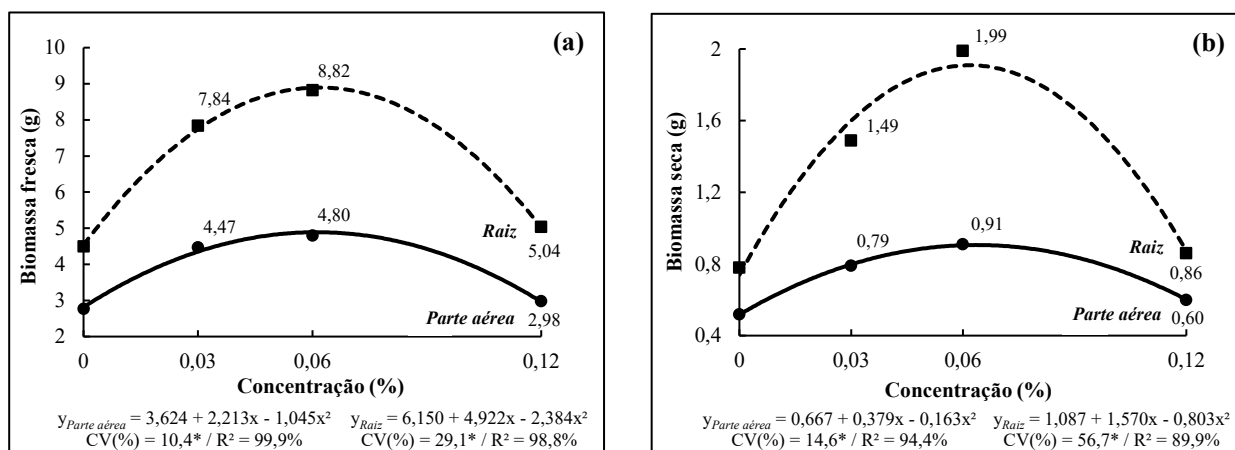 (a)
10
9
8
7
6
5
4
3
2
Biomassa fresca (g)
7,84
8,82
4,47
4,80
Raiz
5,04
Parte aérea
2,98
0
0,03
0,06
0,12
Concentração (%)
yParte aérea = 3,624 + 2,213x - 1,045x² yRaiz = 6,150 + 4,922x - 2,384x²
CV(%) = 10,4* / R² = 99,9% CV(%) = 29,1* / R² = 98,8%
(b)
2
1,6
1,2
0,8
0,4
Biomassa seca (g)
1,99
1,49
0,79
0,91
Raiz
0,86
Parte aérea
0,60
0
0,03
0,06
0,12
Concentração (%)
yParte aérea = 0,667 + 0,379x - 0,163x² yRaiz = 1,087 + 1,570x - 0,803x²
CV(%) = 14,6* / R² = 94,4% CV(%) = 56,7* / R² = 89,9%